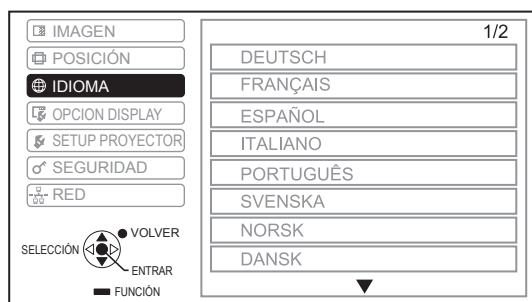 IMAGEN
POSICIÓN
IDIOMA
OPCION DISPLAY
SETUP PROYECTOR
SEGURIDAD
RED
VOLVER
SELECCIÓN
ENTRAR
FUNCIÓN
1/2
DEUTSCH
FRANÇAIS
ESPAÑOL
ITALIANO
PORTUGUÊS
SVENSKA
NORSK
DANSK